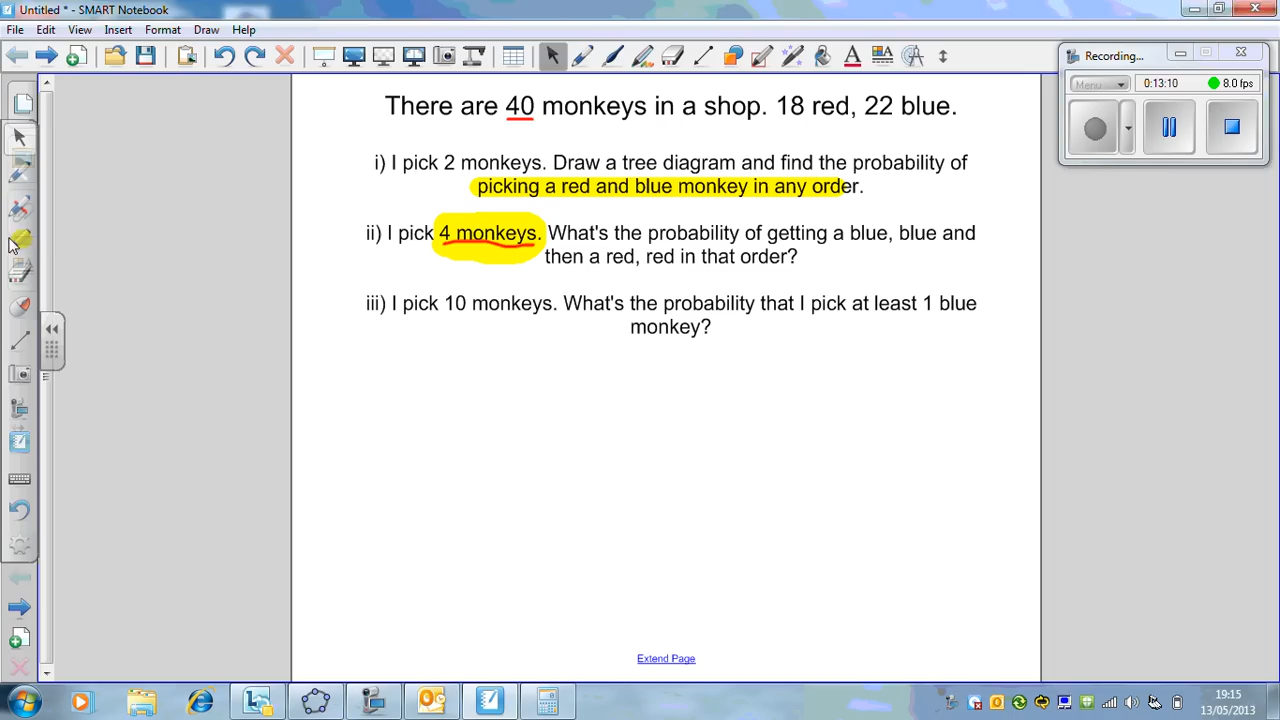 Untitled * - SMART Notebook
File Edit View Insert Format Draw Help
Recording...
Menu
0:13:10
8.0 fps
There are 40 monkeys in a shop. 18 red, 22 blue.
i) I pick 2 monkeys. Draw a tree diagram and find the probability of
picking a red and blue monkey in any order.
ii) I pick 4 monkeys. What's the probability of getting a blue, blue and
then a red, red in that order?
iii) I pick 10 monkeys. What's the probability that I pick at least 1 blue
monkey?
Extend Page
19:15
13/05/2013